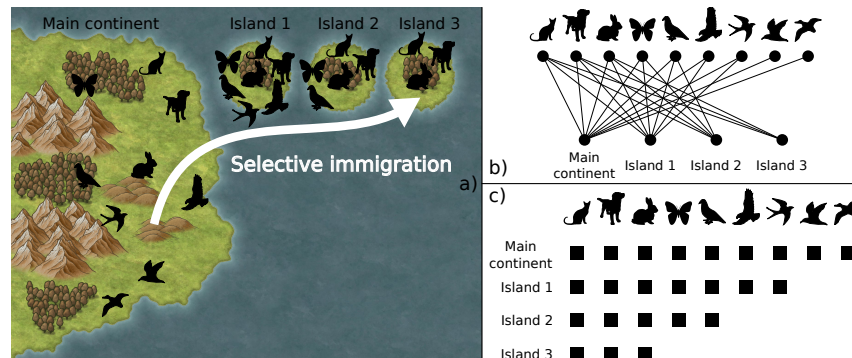 Main continent
Island 1
Island 2
Island 3
Selective immigration
a)
b)
Main
continent
Island 1
Island 2
Island 3
c)
Main
continent
Island 1
Island 2
Island 3